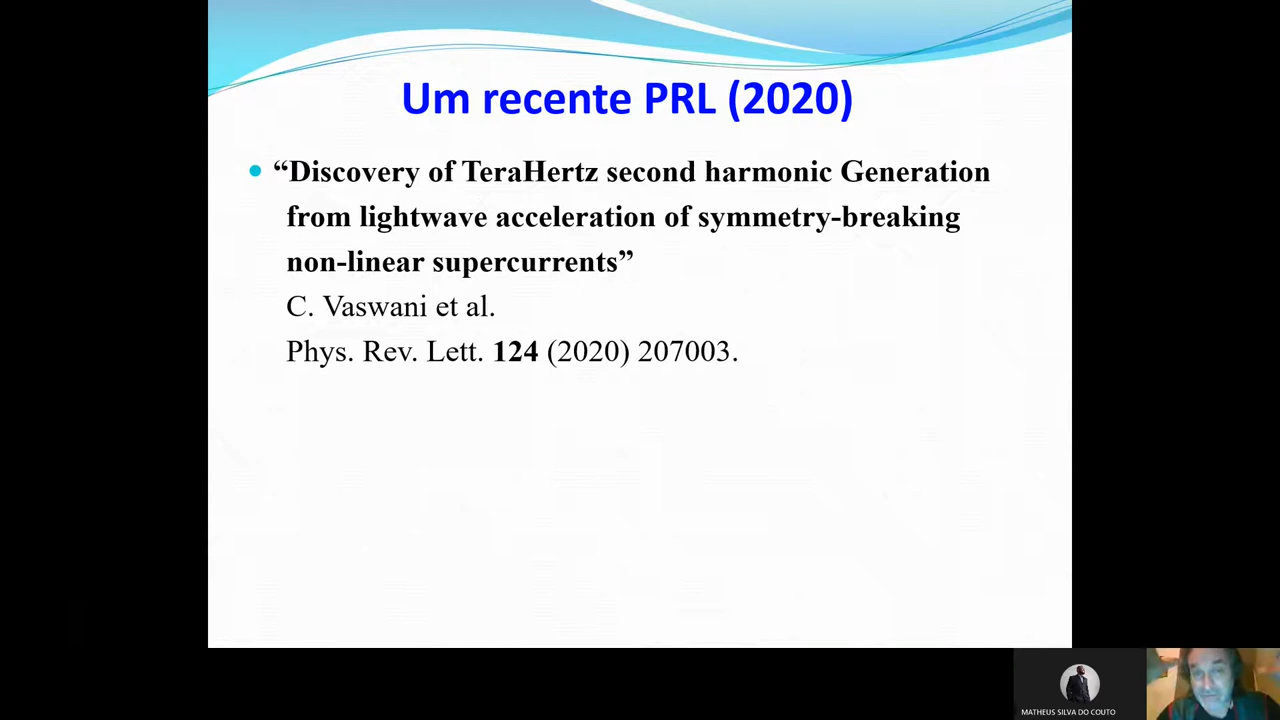 Um recente PRL (2020)
“Discovery of TeraHertz second harmonic Generation
from lightwave acceleration of symmetry-breaking
non-linear supercurrents”
C. Vaswani et al.
Phys. Rev. Lett. 124 (2020) 207003.
MATHEUS SILVA DO COUTO